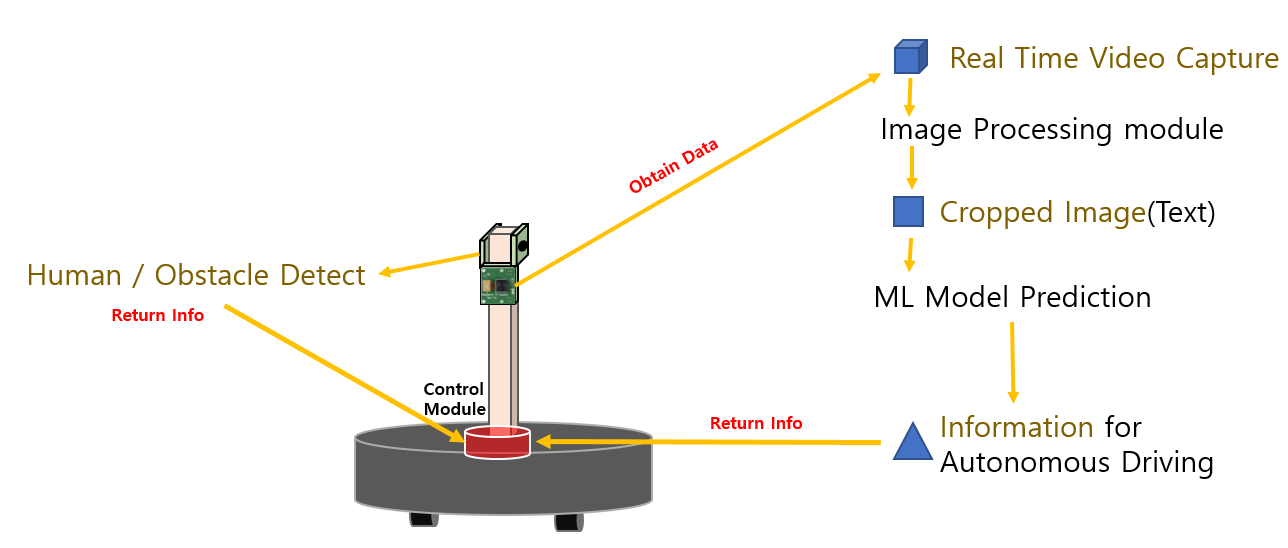 Real Time Video Capture
Image Processing module
Obtain Data
Cropped Image(Text)
Human / Obstacle Detect
Return Info
ML Model Prediction
Control
Module
Return Info
Information for
Autonomous Driving